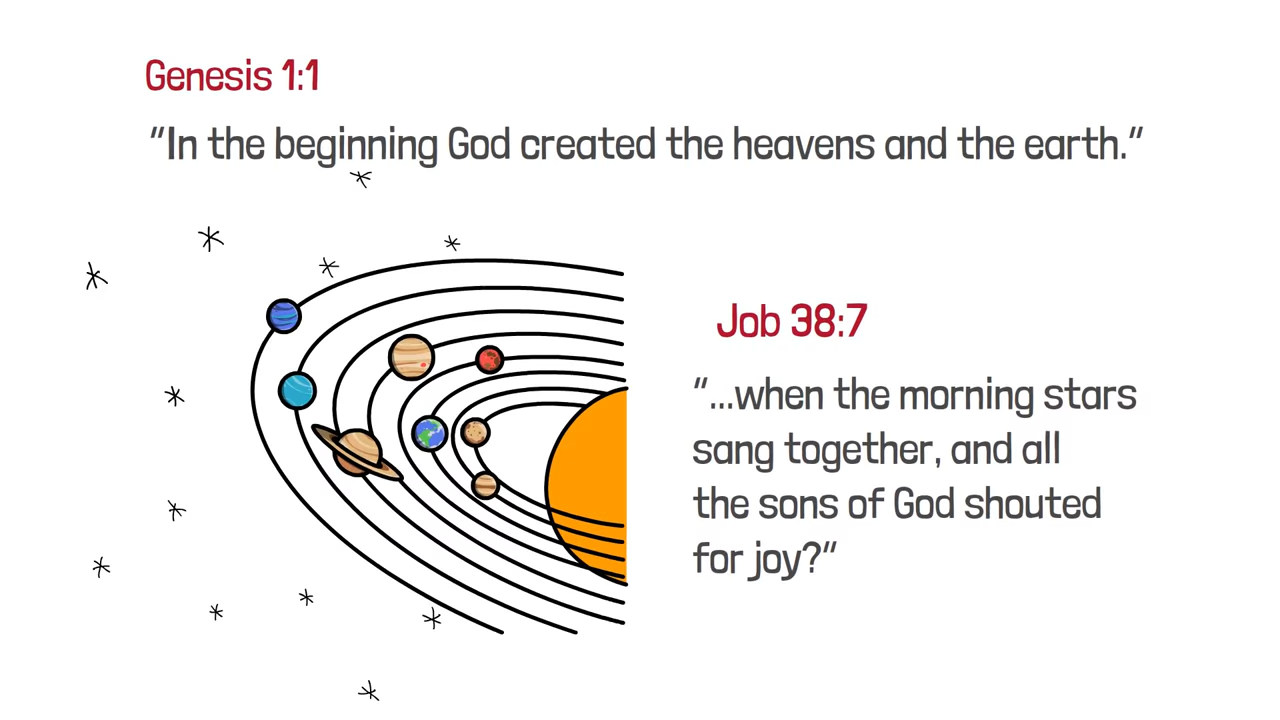 Genesis 1:1
"In the beginning God created the heavens and the earth."
Job 38:7
"...when the morning stars
sang together, and all
the sons of God shouted
for joy?"